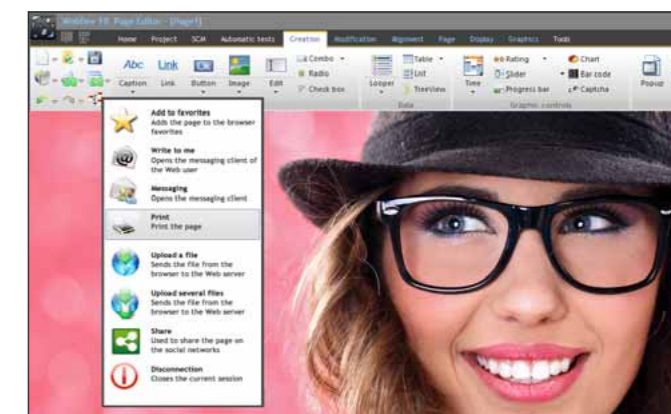 WebDev 18 Page Editor - [Page1]
Home Project SCM Automatic tests Creation Modification Alignment Page Display Graphics Tools
Abc Link Ok
Caption Link Button Image Edit
Combo
Radio
Check box
Looper
Table
List
TreeView
Data
Time
Rating
Slider
Progress bar
Chart
Bar code
Captcha
Graphic controls
Popup
Add to favorites
Adds the page to the browser
favorites
Write to me
Opens the messaging client of
the Web user
Messaging
Opens the messaging client
Print
Print the page
Upload a file
Sends the file from the
browser to the Web server
Upload several files
Sends the file from the
browser to the Web server
Share
Used to share the page on
the social networks
Disconnection
Closes the current session